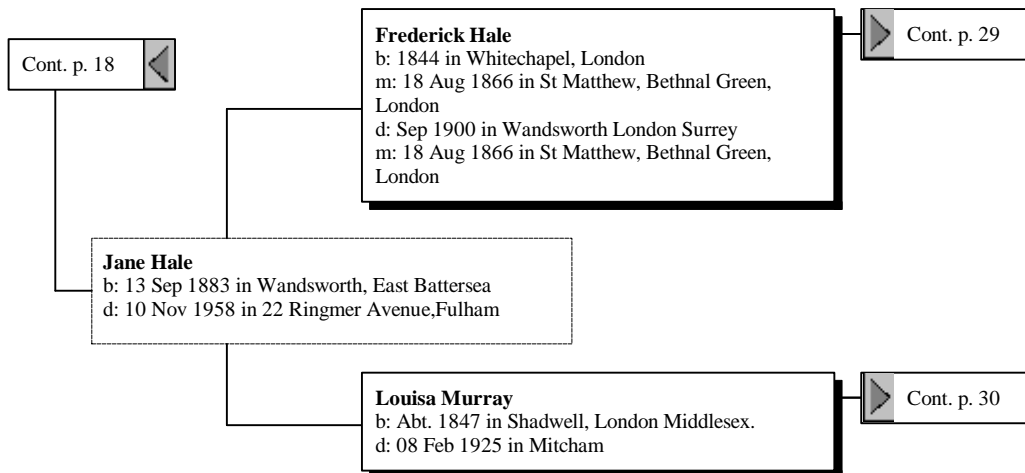 Cont. p. 18
Frederick Hale
b: 1844 in Whitechapel, London
m: 18 Aug 1866 in St Matthew, Bethnal Green,
London
d: Sep 1900 in Wandsworth London Surrey
m: 18 Aug 1866 in St Matthew, Bethnal Green,
London
Cont. p. 29
Jane Hale
b: 13 Sep 1883 in Wandsworth, East Battersea
d: 10 Nov 1958 in 22 Ringmer Avenue,Fulham
Louisa Murray
b: Abt. 1847 in Shadwell, London Middlesex.
d: 08 Feb 1925 in Mitcham
Cont. p. 30